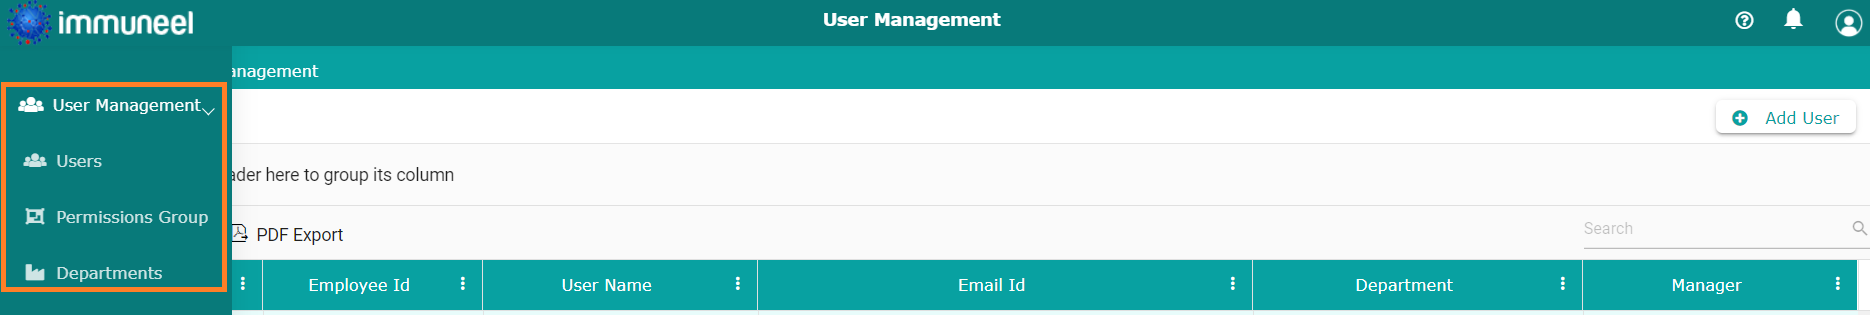 immuneel
User Management
anagement
User Management
Users
Permissions Group
Departments
Add User
ader here to group its column
PDF Export
Search
Employee Id
User Name
Email Id
Department
Manager